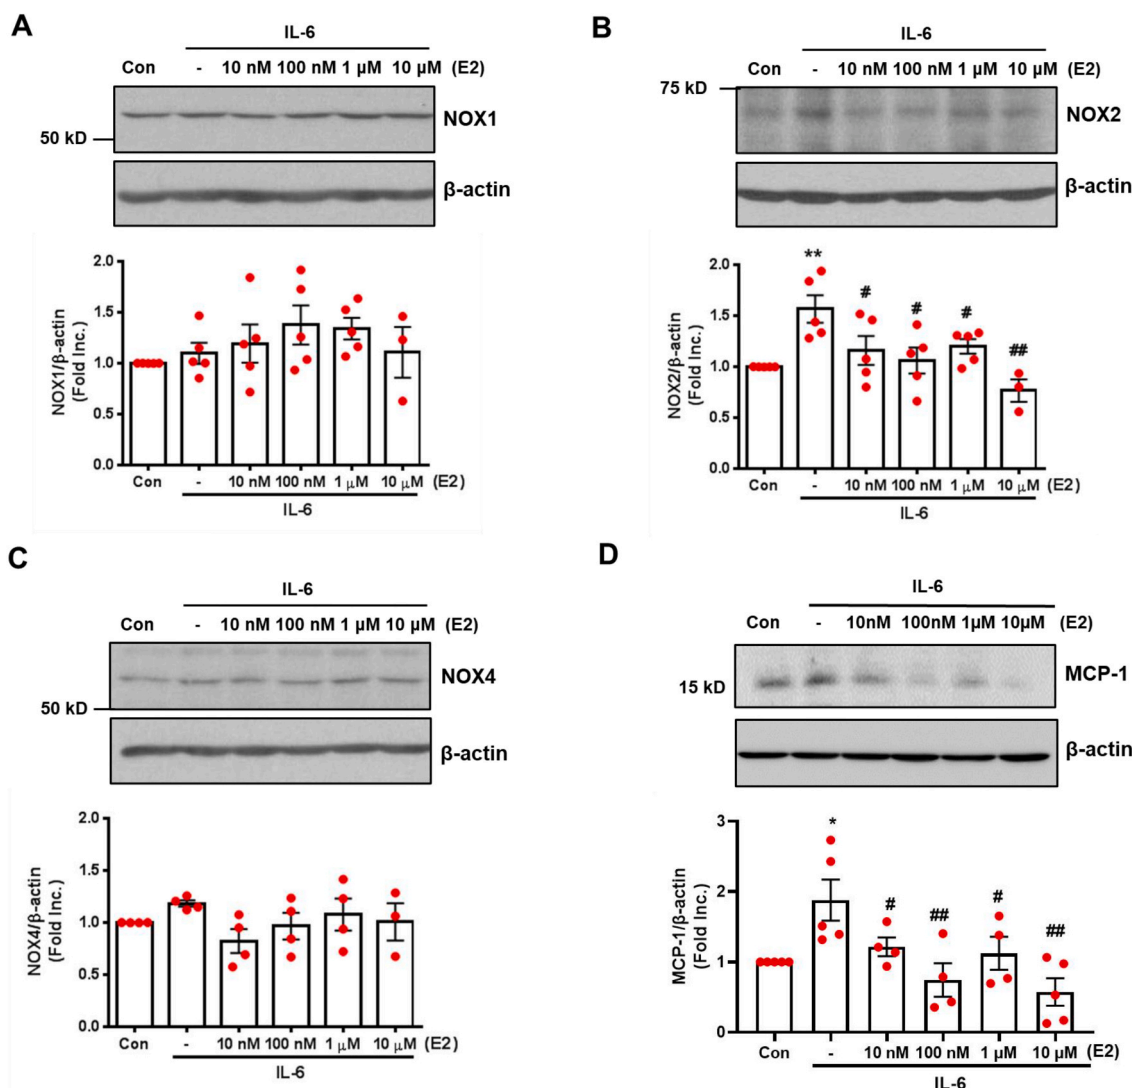 A
IL-6
Con - 10 nM 100 nM 1 µM 10 µM (E2)
NOX1
50 kD
β-actin
NOX1/β-actin
(Fold Inc.)
2.0
1.5
1.0
0.5
0.0
Con - 10 nM 100 nM 1 µM 10 µM (E2)
IL-6
B
IL-6
Con - 10 nM 100 nM 1 µM 10 µM (E2)
75 kD
NOX2
β-actin
NOX2/β-actin
(Fold Inc.)
2.0
1.5
1.0
0.5
0.0
** # # # ##
Con - 10 nM 100 nM 1 µM 10 µM (E2)
IL-6
C
IL-6
Con - 10 nM 100 nM 1 µM 10 µM (E2)
NOX4
50 kD
β-actin
NOX4/β-actin
(Fold Inc.)
2.0
1.5
1.0
0.5
0.0
Con - 10 nM 100 nM 1 µM 10 µM (E2)
IL-6
D
IL-6
Con - 10nM 100nM 1µM 10µM (E2)
MCP-1
15 kD
β-actin
MCP-1/β-actin
(Fold Inc.)
3
2
1
0
* # ## # ##
Con - 10 nM 100 nM 1 µM 10 µM (E2)
IL-6